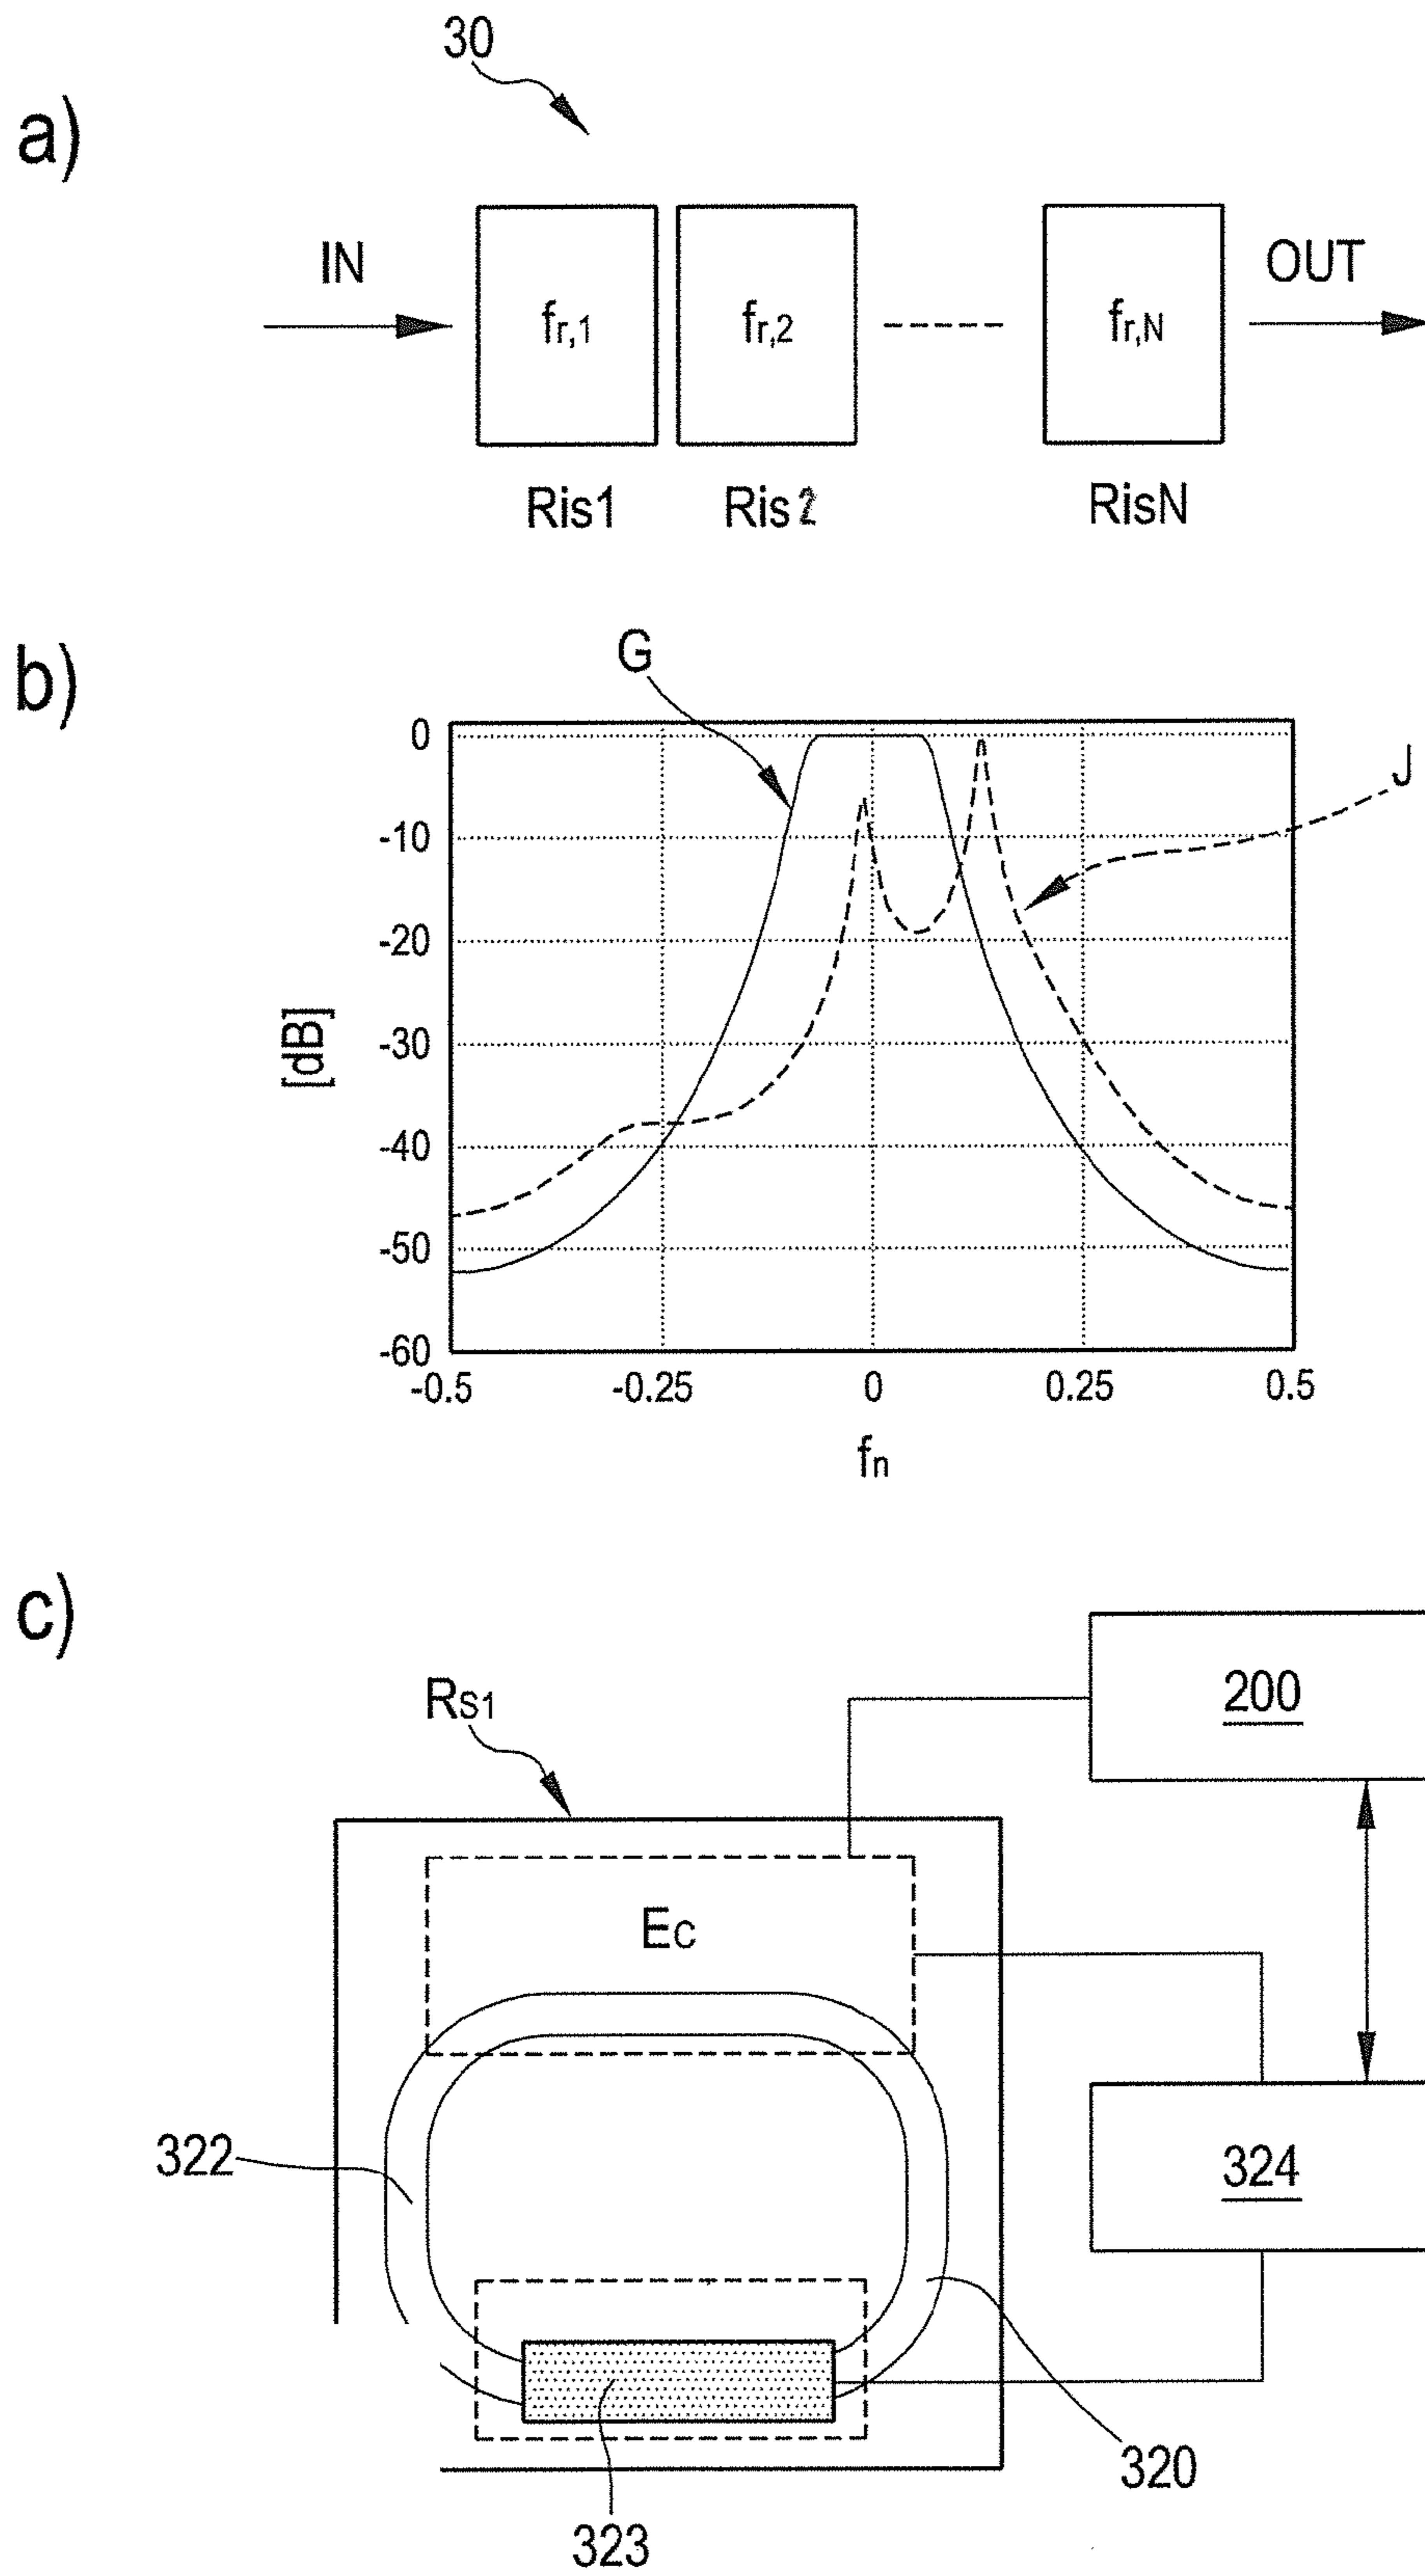 30
a)
IN
OUT
fr,1
fr,2
fr,N
Ris1
Ris2
RisN
b)
G
J
0
-10
-20
-30
-40
-50
-60
[dB]
-0.5
-0.25
0
0.25
0.5
fn
c)
RS1
200
EC
322
324
320
323